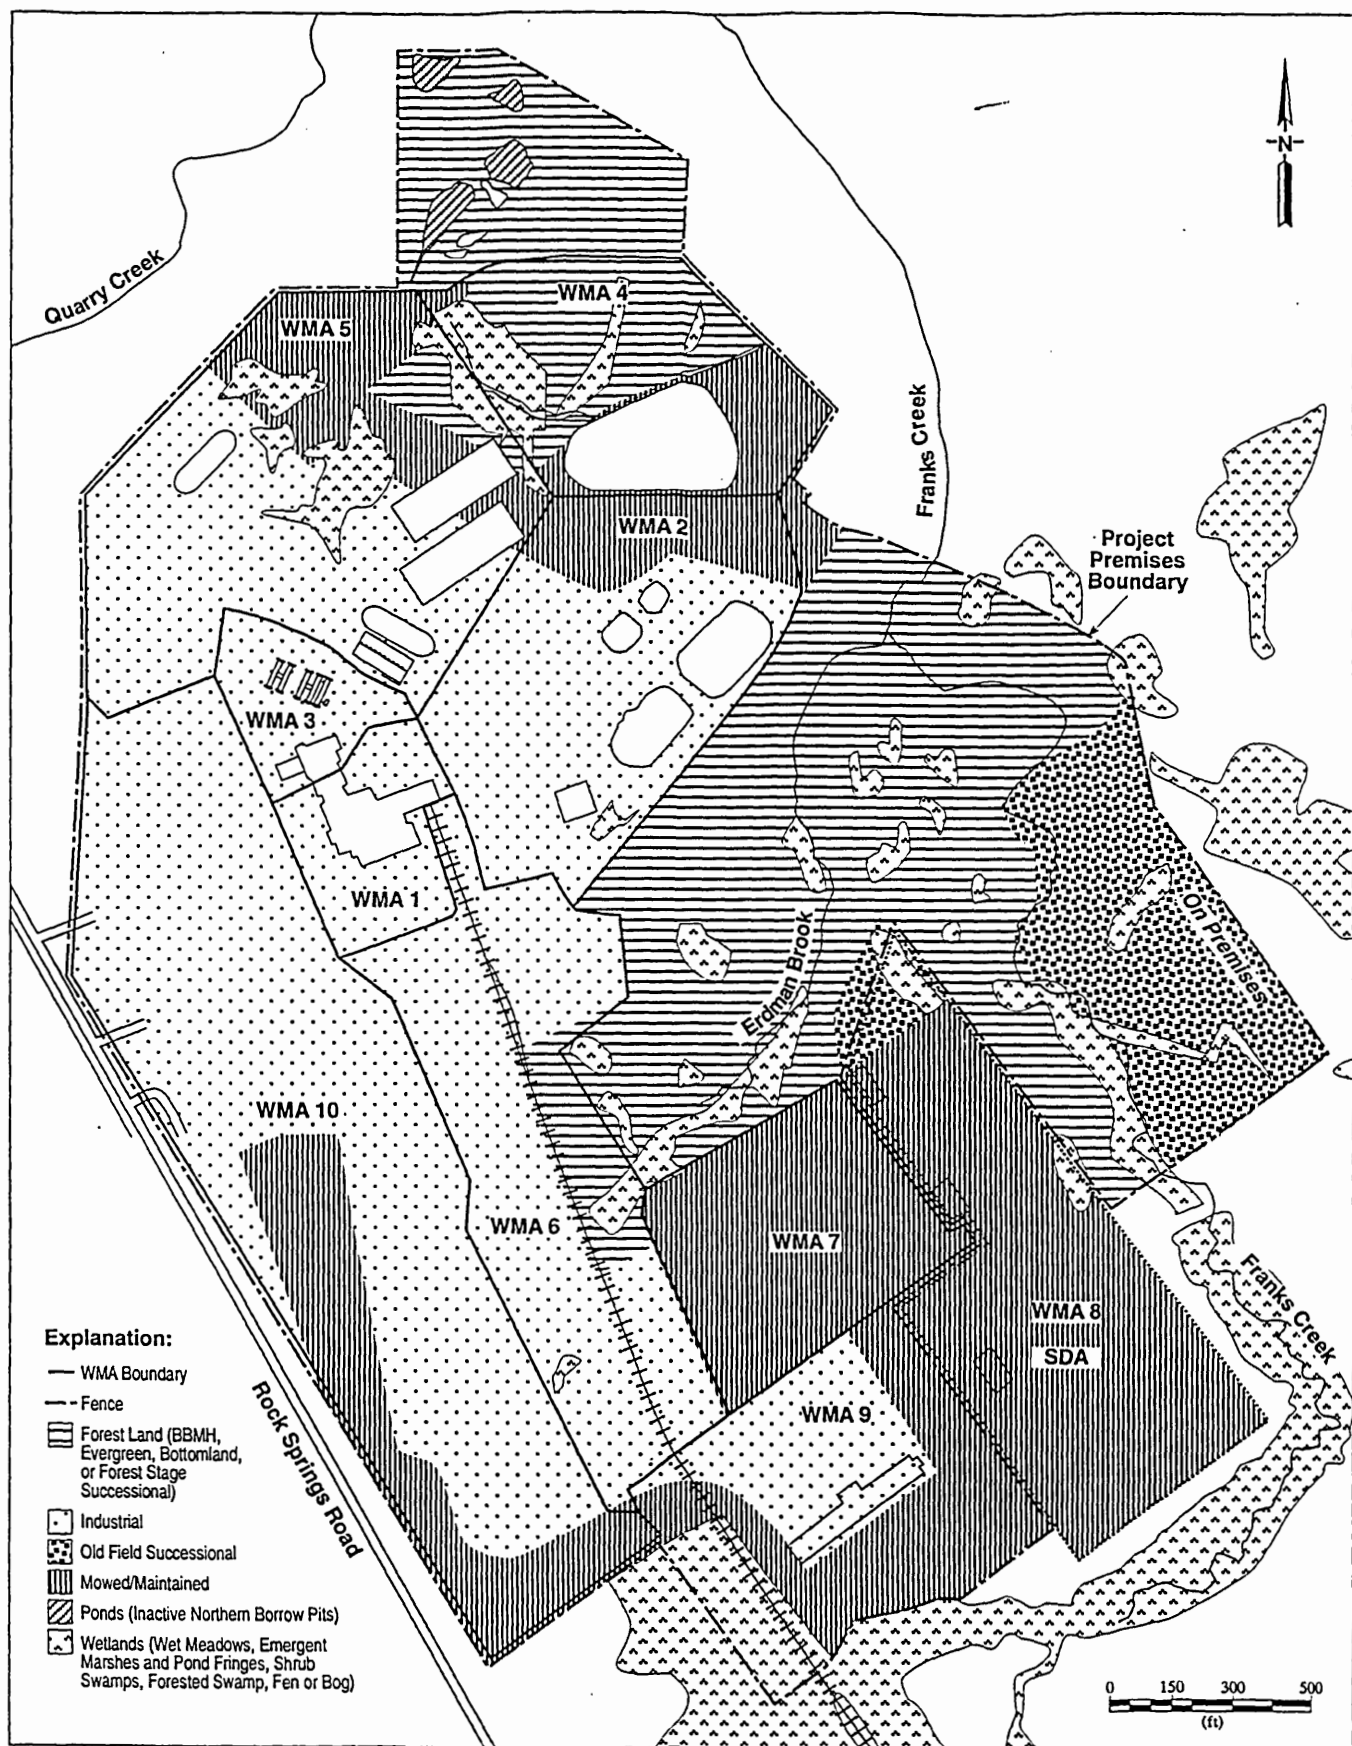 N
Quarry Creek
WMA 4
WMA 5
Franks Creek
WMA 2
Project
Premises
Boundary
WMA 3
WMA 1
On Premises
Erdman Brook
WMA 10
WMA 6
WMA 7
WMA 8
SDA
Franks Creek
WMA 9
Rock Springs Road
Explanation:
WMA Boundary
Fence
Forest Land (BBMH,
Evergreen, Bottomland,
or Forest Stage
Successional)
Industrial
Old Field Successional
Mowed/Maintained
Ponds (Inactive Northern Borrow Pits)
Wetlands (Wet Meadows, Emergent
Marshes and Pond Fringes, Shrub
Swamps, Forested Swamp, Fen or Bog)
0 150 300 500
(ft)